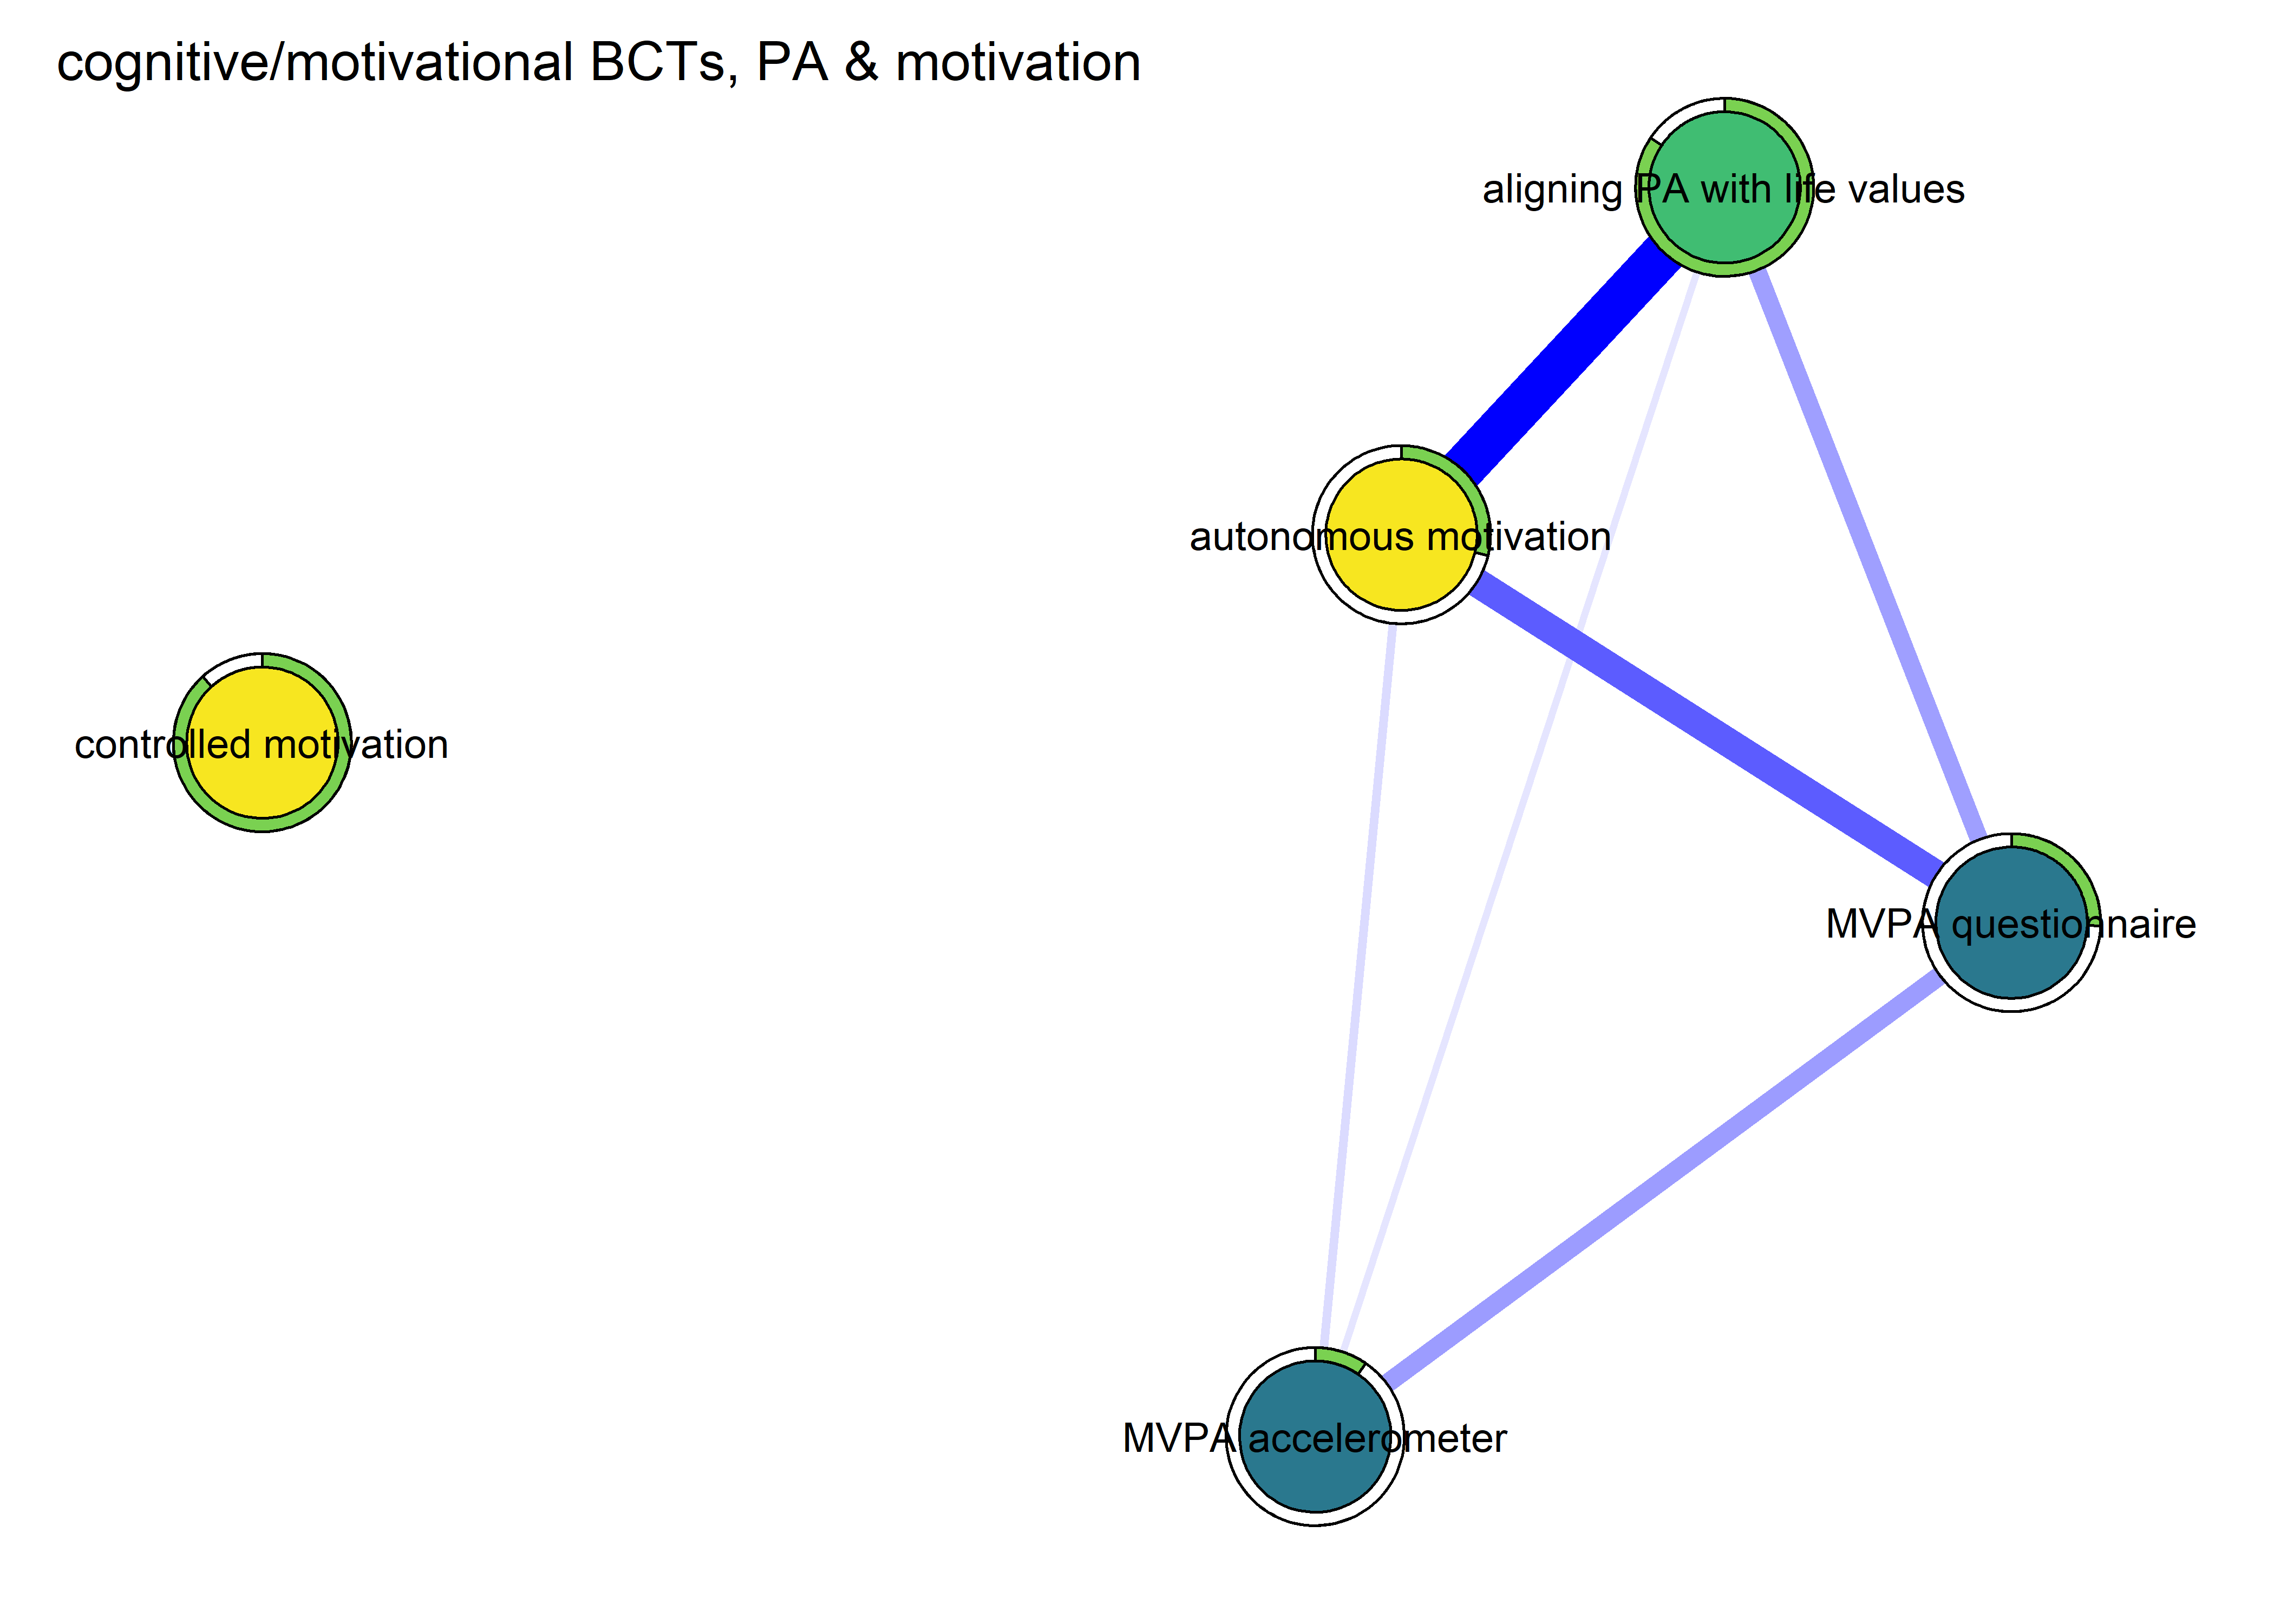 cognitive/motivational BCTs, PA & motivation
aligning PA with life values
autonomous motivation
controlled motivation
MVPA questionnaire
MVPA accelerometer